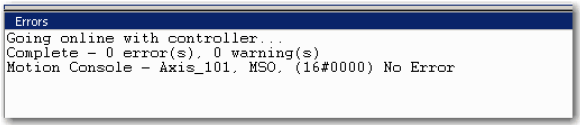 Errors
Going online with controller...
Complete - 0 error(s), 0 warning(s)
Motion Console - Axis_101, MSO, (16#0000) No Error